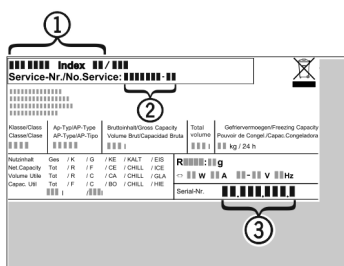 1
Index /
Service-Nr./No.Service: -
2
Klasse/Class Ap-Typ/AP-Type Bruttoinhalt/Gross Capacity Total Gefriervermoegen/Freezing Capacity
Classe/Clase AP-Type/AP-Tipo Volume Brut/Capacidad Bruta volume Pouvoir de Congel./Capac.Congeladora
l l kg / 24 h
Nutzinhalt Ges / K / G / KE / KALT / EIS
Net.Capacity Tot / R / F / CE / CHILL / ICE
Volume Utile Tot / R / C / CA / CHILL / GLA
Capac. Util Tot / F / C / BO / CHILL / HIE
l / l
R : g
W A - V Hz
Serial-Nr. . . .
3